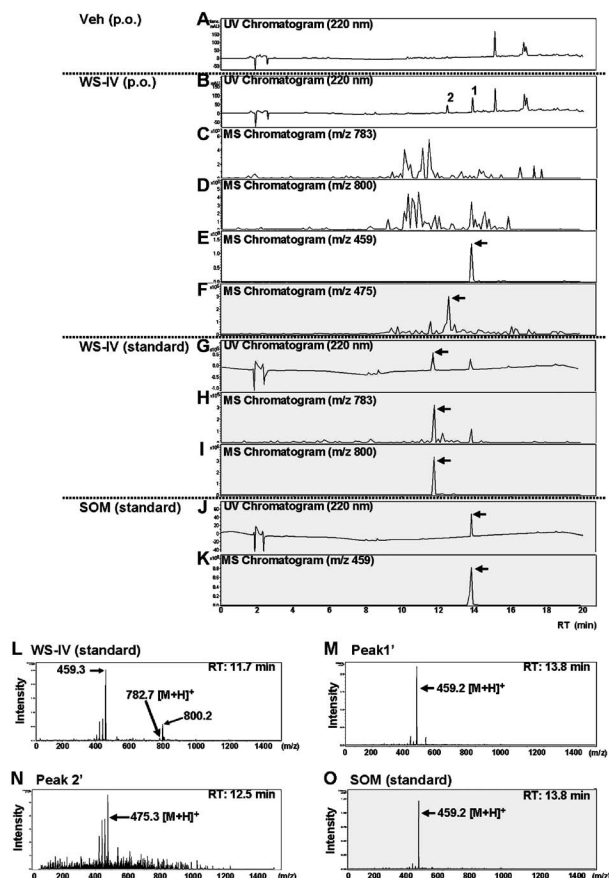 Veh (p.o.)
A
UV Chromatogram (220 nm)
WS-IV (p.o.)
B
UV Chromatogram (220 nm)
2
1
C
MS Chromatogram (m/z 783)
D
MS Chromatogram (m/z 800)
E
MS Chromatogram (m/z 459)
F
MS Chromatogram (m/z 475)
WS-IV (standard)
G
UV Chromatogram (220 nm)
H
MS Chromatogram (m/z 783)
I
MS Chromatogram (m/z 800)
SOM (standard)
J
UV Chromatogram (220 nm)
K
MS Chromatogram (m/z 459)
0 2 4 6 8 10 12 14 16 18 20
RT (min)
L WS-IV (standard)
RT: 11.7 min
459.3
782.7 [M+H]+
800.2
Intensity
0 200 400 600 800 1000 1200 1400 (m/z)
M Peak1'
RT: 13.8 min
459.2 [M+H]+
Intensity
0 200 400 600 800 1000 1200 1400 (m/z)
N Peak 2'
RT: 12.5 min
475.3 [M+H]+
Intensity
0 200 400 600 800 1000 1200 1400 (m/z)
O SOM (standard)
RT: 13.8 min
459.2 [M+H]+
Intensity
0 200 400 600 800 1000 1200 1400 (m/z)